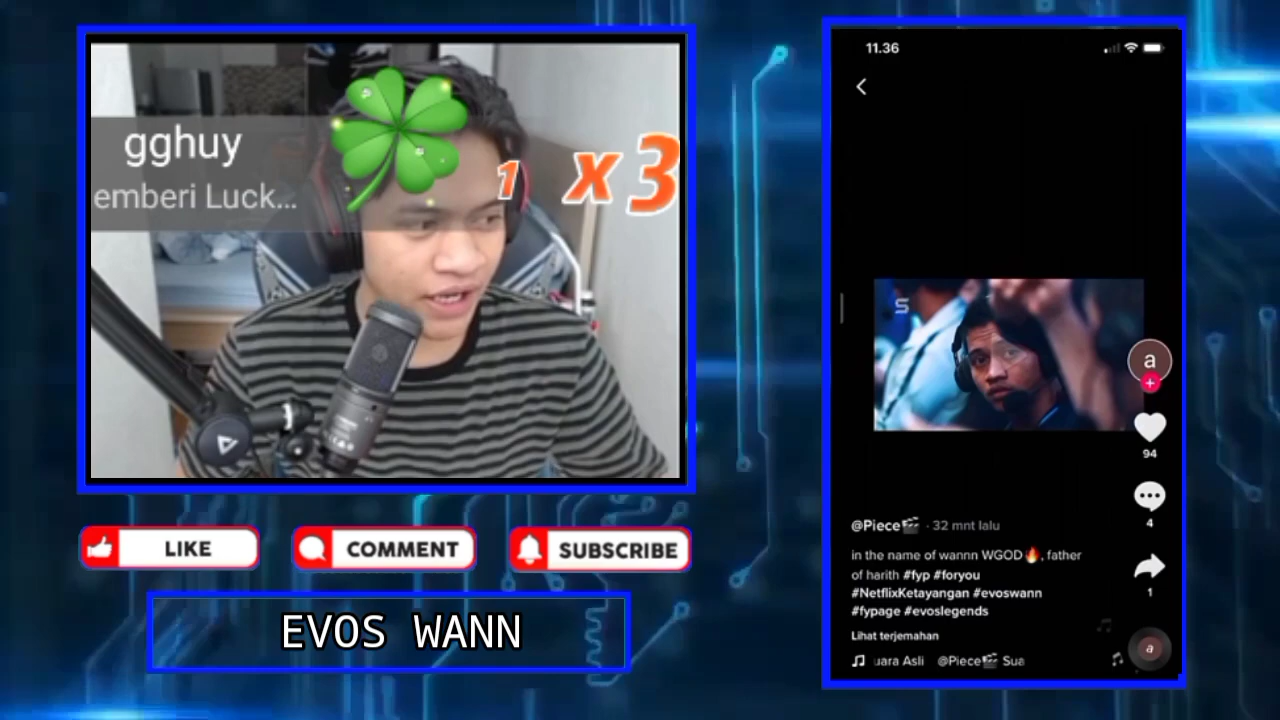 gghuy
emberi Luck...
1 x 3
LIKE
COMMENT
SUBSCRIBE
EVOS WANN
11.36
S
a
+
94
4
1
@Piece🎬 · 32 mnt lalu
in the name of wannn WGOD🔥, father
of harith #fyp #foryou
#NetflixKetayangan #evoswann
#fypage #evoslegends
Lihat terjemahan
uara Asli @Piece🎬 Sua
a